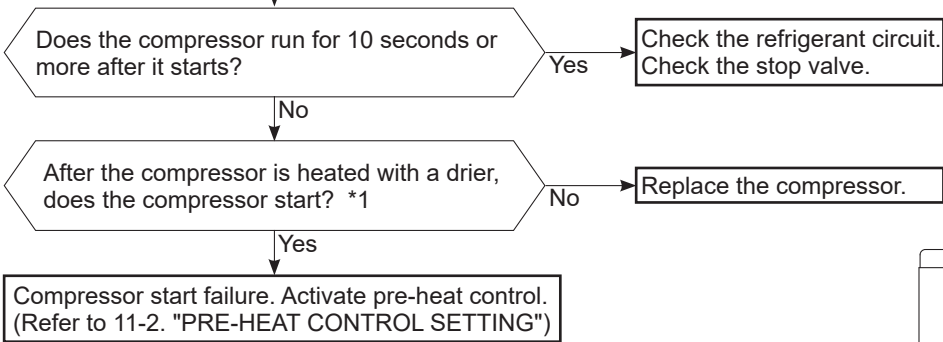 Does the compressor run for 10 seconds or
more after it starts?
Yes
Check the refrigerant circuit.
Check the stop valve.
No
After the compressor is heated with a drier,
does the compressor start? *1
No
Replace the compressor.
Yes
Compressor start failure. Activate pre-heat control.
(Refer to 11-2. "PRE-HEAT CONTROL SETTING")